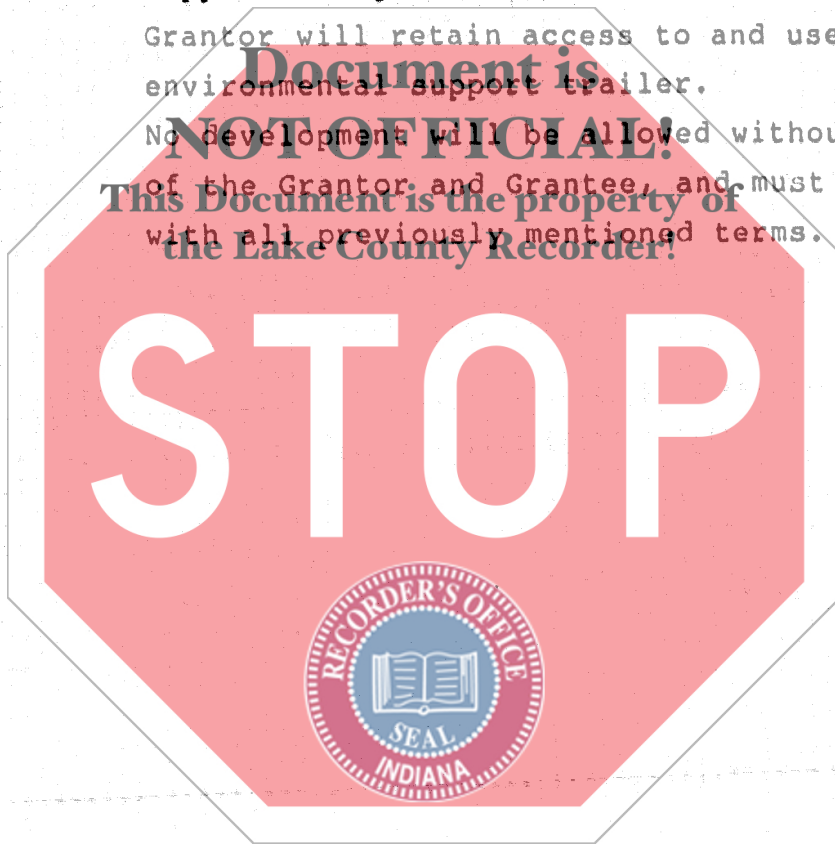 Grantor will retain access to and use
Document is
environmental support trailer.
NOT OFFICIAL!
No development will be allowed withou
This Document is the property of
of the Grantor and Grantee, and must
the Lake County Recorder!
with all previously mentioned terms.
STOP
RECORDER'S OFFICE
SEAL
INDIANA